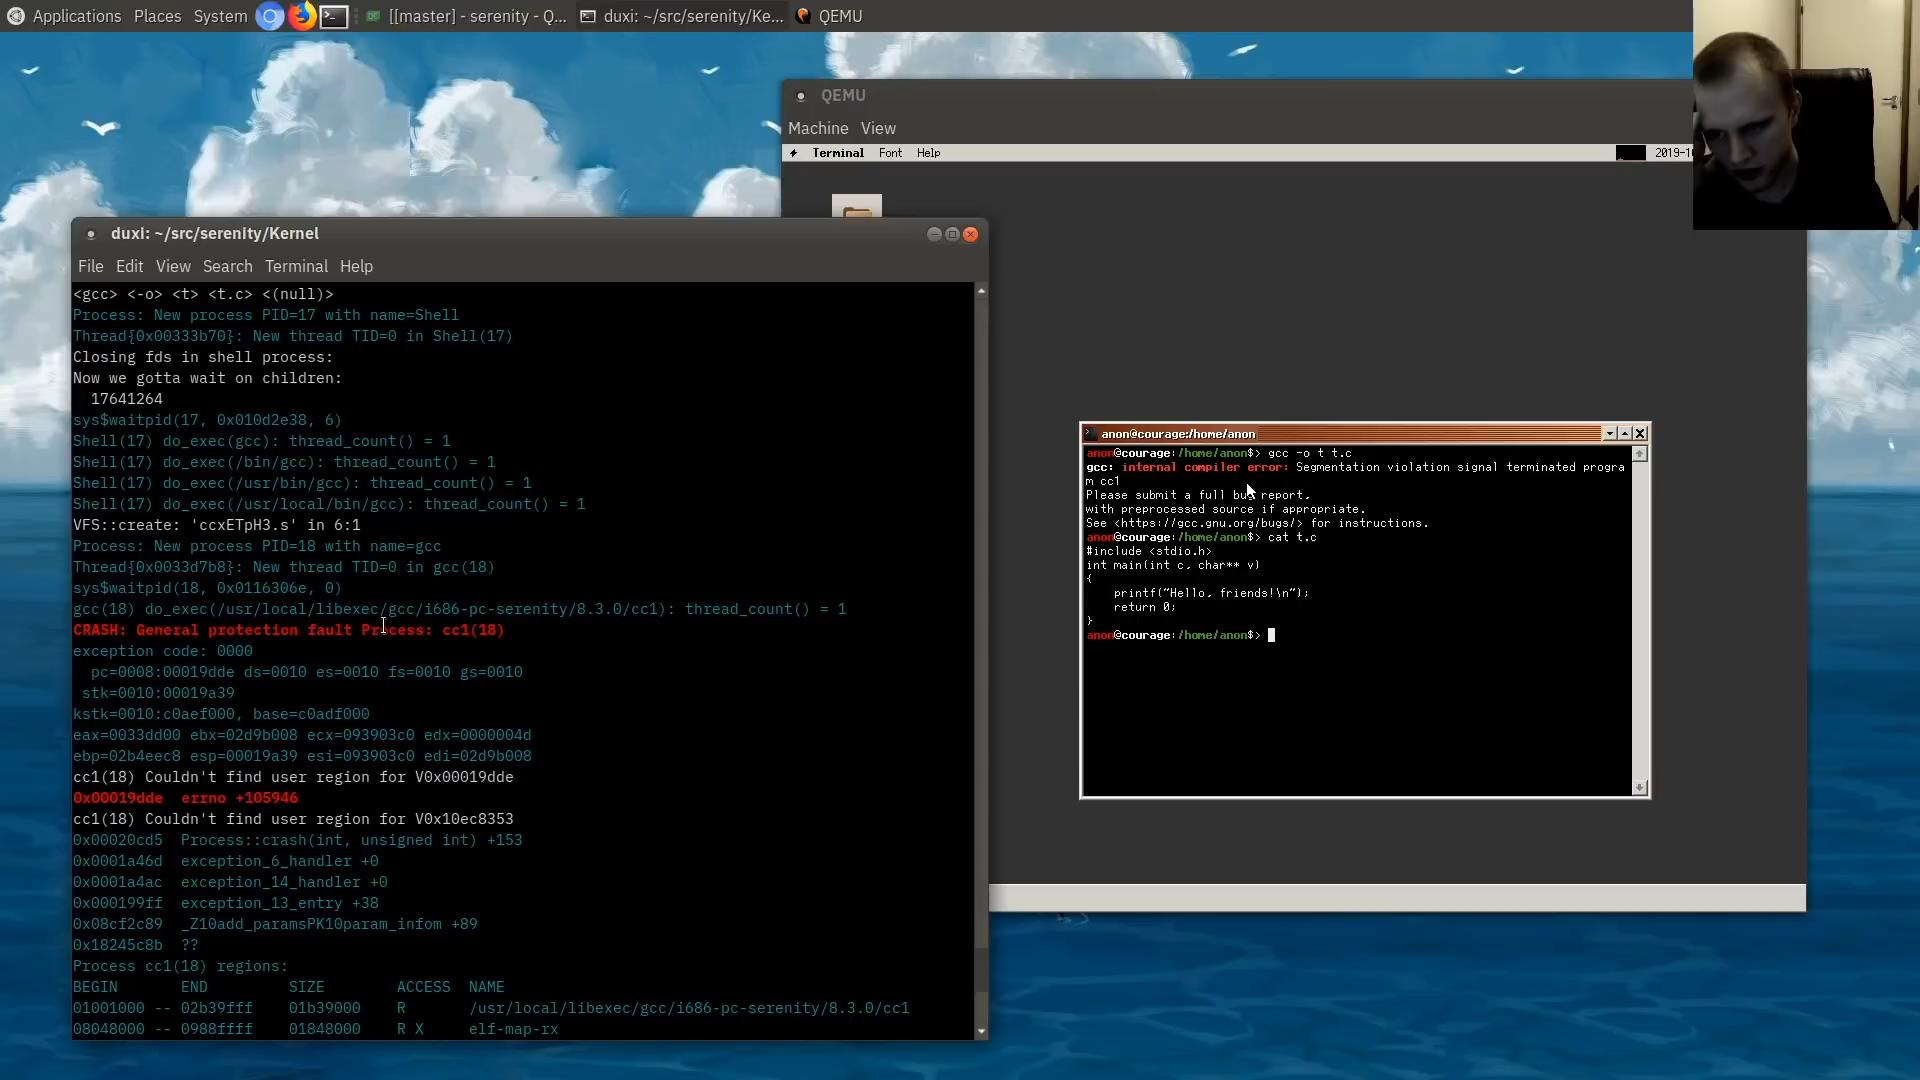 Applications Places System [[master] - serenity - Q... duxi: ~/src/serenity/Ke... QEMU
QEMU
Machine View
Terminal Font Help 2019-1
duxi: ~/src/serenity/Kernel
File Edit View Search Terminal Help
<gcc> <-o> <t> <t.c> <(null)>
Process: New process PID=17 with name=Shell
Thread{0x00333b70}: New thread TID=0 in Shell(17)
Closing fds in shell process:
Now we gotta wait on children:
17641264
sys$waitpid(17, 0x010d2e38, 6)
Shell(17) do_exec(gcc): thread_count() = 1
Shell(17) do_exec(/bin/gcc): thread_count() = 1
Shell(17) do_exec(/usr/bin/gcc): thread_count() = 1
Shell(17) do_exec(/usr/local/bin/gcc): thread_count() = 1
VFS::create: 'ccxETpH3.s' in 6:1
Process: New process PID=18 with name=gcc
Thread{0x0033d7b8}: New thread TID=0 in gcc(18)
sys$waitpid(18, 0x0116306e, 0)
gcc(18) do_exec(/usr/local/libexec/gcc/i686-pc-serenity/8.3.0/cc1): thread_count() = 1
CRASH: General protection fault Process: cc1(18)
exception code: 0000
pc=0008:00019dde ds=0010 es=0010 fs=0010 gs=0010
stk=0010:00019a39
kstk=0010:c0aef000, base=c0adf000
eax=0033dd00 ebx=02d9b008 ecx=093903c0 edx=0000004d
ebp=02b4eec8 esp=00019a39 esi=093903c0 edi=02d9b008
cc1(18) Couldn't find user region for V0x00019dde
0x00019dde errno +105946
cc1(18) Couldn't find user region for V0x10ec8353
0x00020cd5 Process::crash(int, unsigned int) +153
0x0001a46d exception_6_handler +0
0x0001a4ac exception_14_handler +0
0x000199ff exception_13_entry +38
0x08cf2c89 _Z10add_paramsPK10param_infom +89
0x18245c8b ??
Process cc1(18) regions:
BEGIN END SIZE ACCESS NAME
01001000 -- 02b39fff 01b39000 R /usr/local/libexec/gcc/i686-pc-serenity/8.3.0/cc1
08048000 -- 0988ffff 01848000 R X elf-map-rx
anon@courage:/home/anon
anon@courage:/home/anon$> gcc -o t t.c
gcc: internal compiler error: Segmentation violation signal terminated progra
m cc1
Please submit a full bug report,
with preprocessed source if appropriate.
See <https://gcc.gnu.org/bugs/> for instructions.
anon@courage:/home/anon$> cat t.c
#include <stdio.h>
int main(int c, char** v)
{
printf("Hello, friends!\n");
return 0;
}
anon@courage:/home/anon$>